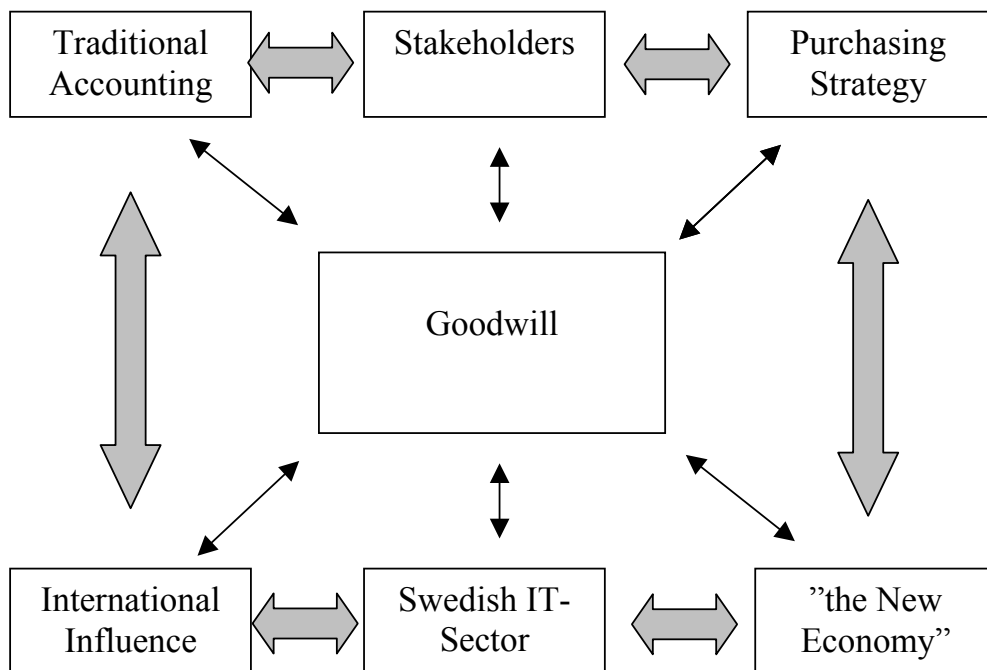 Traditional
Accounting
Stakeholders
Purchasing
Strategy
Goodwill
International
Influence
Swedish IT-
Sector
”the New
Economy”